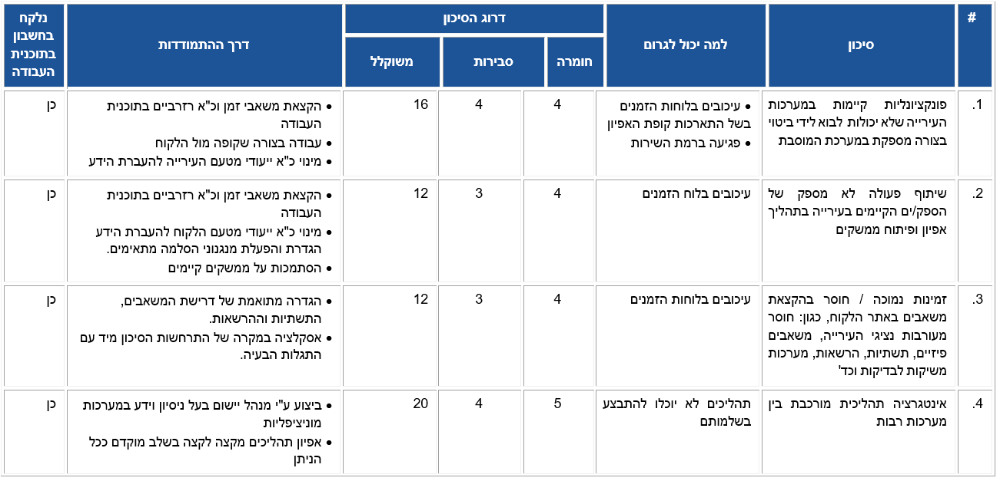 #
סיכון
למה יכול לגרום
דרוג הסיכון
חומרה
סבירות
משוקלל
דרך ההתמודדות
נלקח
בחשבון
בתוכנית
העבודה
1.
פונקציונליות קיימות במערכות
העירייה שלא יכולות לבוא לידי ביטוי
בצורה מספקת במערכת המוסבת
• עיכובים בלוחות הזמנים
בשל התארכות קופת האפיון
• פגיעה ברמת השירות
4
4
16
• הקצאת משאבי זמן וכ"א רזרביים בתוכנית
העבודה
• עבודה בצורה שקופה מול הלקוח
• מינוי כ"א ייעודי מטעם העירייה להעברת הידע
כן
2.
שיתוף פעולה לא מספק של
הספק/ים הקיימים בעירייה בתהליך
אפיון ופיתוח ממשקים
עיכובים בלוח הזמנים
4
3
12
• הקצאת משאבי זמן וכ"א רזרביים בתוכנית
העבודה
• מינוי כ"א ייעודי מטעם הלקוח להעברת הידע
הגדרת והפעלת מנגנוני הסלמה מתאימים.
• הסתמכות על ממשקים קיימים
כן
3.
זמינות נמוכה / חוסר בהקצאת
משאבים באתר הלקוח, כגון: חוסר
מעורבות נציגי העירייה, משאבים
פיזיים, תשתיות, הרשאות, מערכות
משיקות לבדיקות וכד'
עיכובים בלוחות הזמנים
4
3
12
• הגדרה מתואמת של דרישת המשאבים,
התשתיות וההרשאות.
• אסקלציה במקרה של התרחשות הסיכון מיד עם
התגלות הבעיה.
כן
4.
אינטגרציה תהליכית מורכבת בין
מערכות רבות
תהליכים לא יוכלו להתבצע
בשלמותם
5
4
20
• ביצוע ע"י מנהל יישום בעל ניסיון וידע במערכות
מוניציפליות
• אפיון תהליכים מקצה לקצה בשלב מוקדם ככל
הניתן
כן